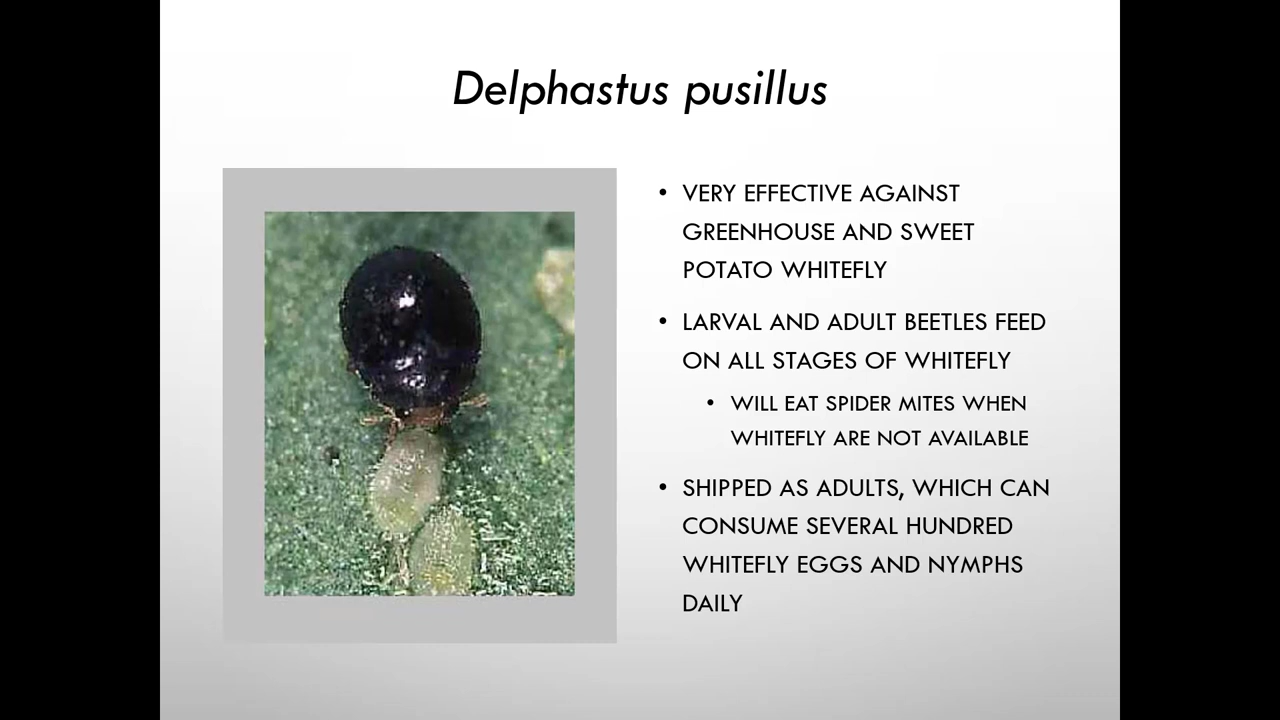 Delphastus pusillus
• VERY EFFECTIVE AGAINST
GREENHOUSE AND SWEET
POTATO WHITEFLY
• LARVAL AND ADULT BEETLES FEED
ON ALL STAGES OF WHITEFLY
• WILL EAT SPIDER MITES WHEN
WHITEFLY ARE NOT AVAILABLE
• SHIPPED AS ADULTS, WHICH CAN
CONSUME SEVERAL HUNDRED
WHITEFLY EGGS AND NYMPHS
DAILY